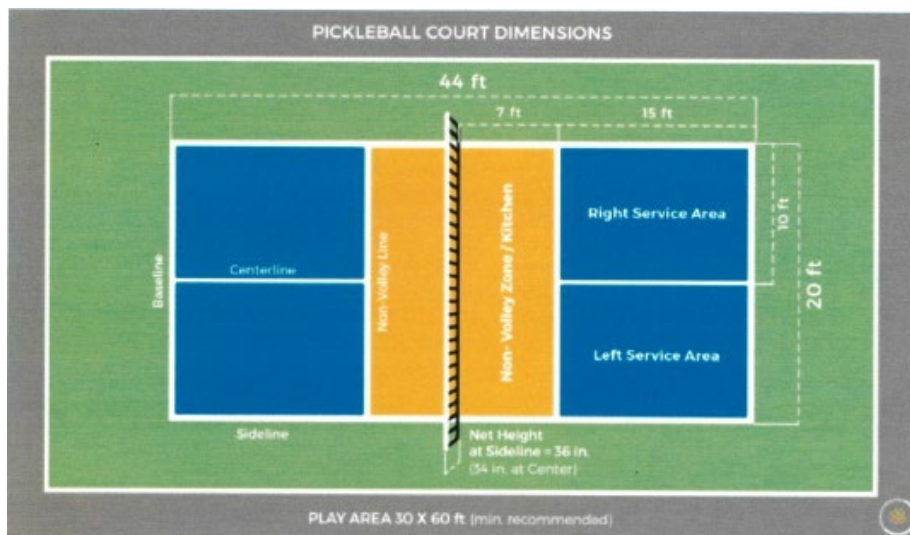 PICKLEBALL COURT DIMENSIONS
44 ft
7 ft
15 ft
Right Service Area
10 ft
20 ft
Centerline
Baseline
Non-Volley Line
Non- Volley Zone / Kitchen
Left Service Area
Sideline
Net Height
at Sideline = 36 in.
(34 in. at Center)
PLAY AREA 30 X 60 ft (min. recommended)